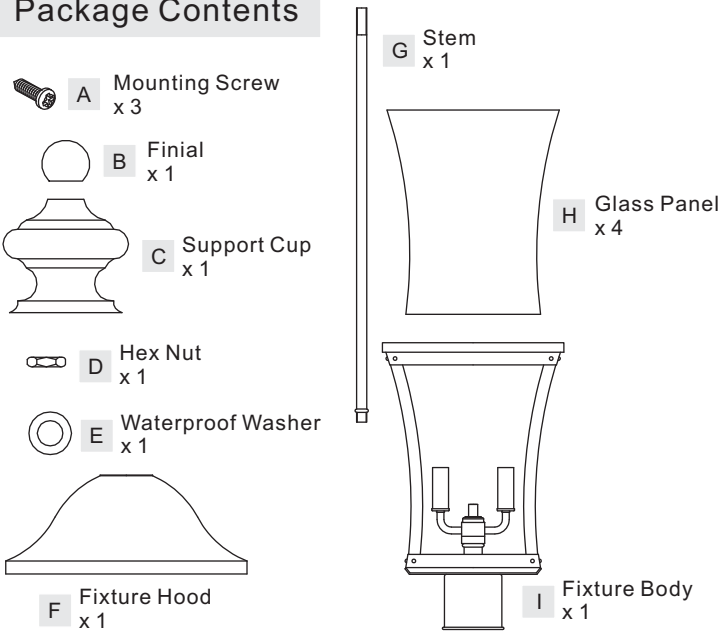 Package Contents
A Mounting Screw
x 3
B Finial
x 1
C Support Cup
x 1
D Hex Nut
x 1
E Waterproof Washer
x 1
F Fixture Hood
x 1
G Stem
x 1
H Glass Panel
x 4
I Fixture Body
x 1